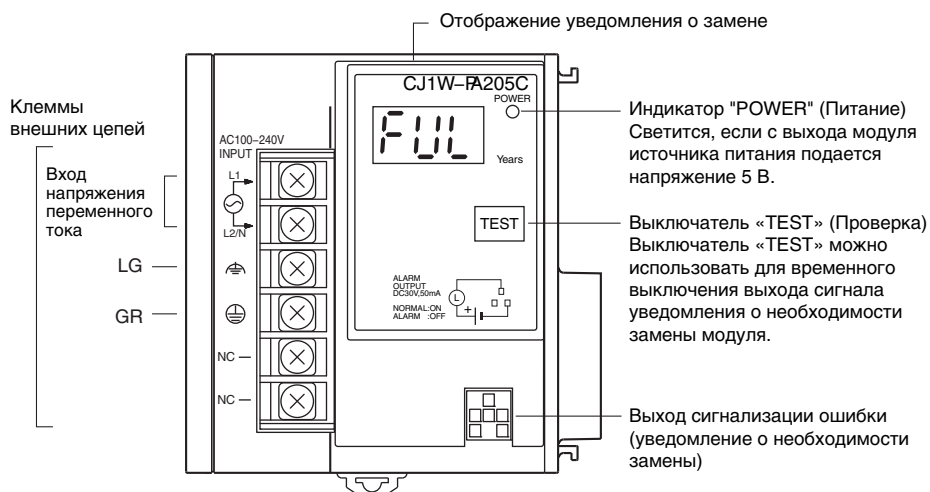 Отображение уведомления о замене
CJ1W–PA205C
POWER
FUL
Years
TEST
Клеммы
внешних цепей
AC100–240V
INPUT
Вход
напряжения
переменного
тока
L1
L2/N
LG
GR
NC
NC
ALARM
OUTPUT
DC30V,50mA
NORMAL:ON
ALARM :OFF
L
+
Индикатор "POWER" (Питание)
Светится, если с выхода модуля
источника питания подается
напряжение 5 В.
Выключатель «TEST» (Проверка)
Выключатель «TEST» можно
использовать для временного
выключения выхода сигнала
уведомления о необходимости
замены модуля.
Выход сигнализации ошибки
(уведомление о необходимости
замены)